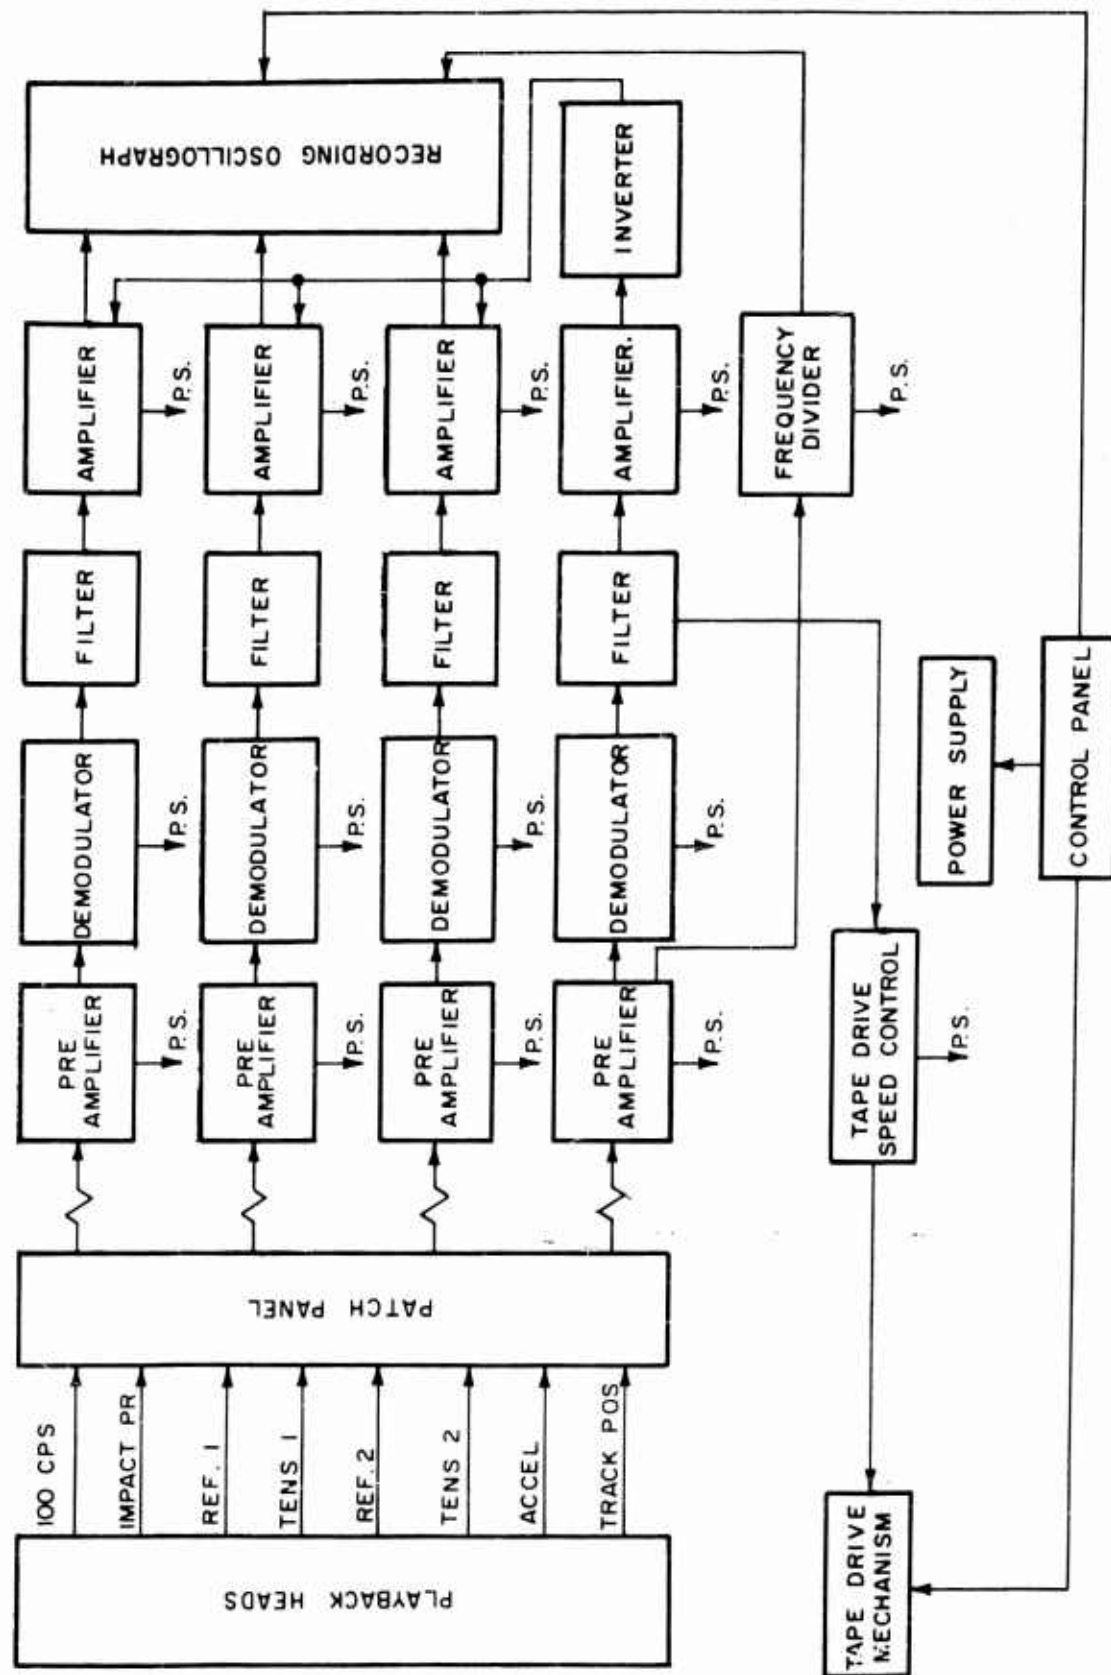 PLAYBACK HEADS
100 CPS
IMPACT PR
REF. 1
TENS 1
REF. 2
TENS 2
ACCEL
TRACK POS
PATCH PANEL
PRE
AMPLIFIER
P.S.
DEMODULATOR
P.S.
FILTER
AMPLIFIER
P.S.
PRE
AMPLIFIER
P.S.
DEMODULATOR
P.S.
FILTER
AMPLIFIER
P.S.
PRE
AMPLIFIER
P.S.
DEMODULATOR
P.S.
FILTER
AMPLIFIER
P.S.
PRE
AMPLIFIER
P.S.
DEMODULATOR
P.S.
FILTER
AMPLIFIER.
P.S.
INVERTER
RECORDING OSCILLOGRAPH
FREQUENCY
DIVIDER
P.S.
TAPE DRIVE
SPEED CONTROL
P.S.
TAPE DRIVE
MECHANISM
POWER SUPPLY
CONTROL PANEL